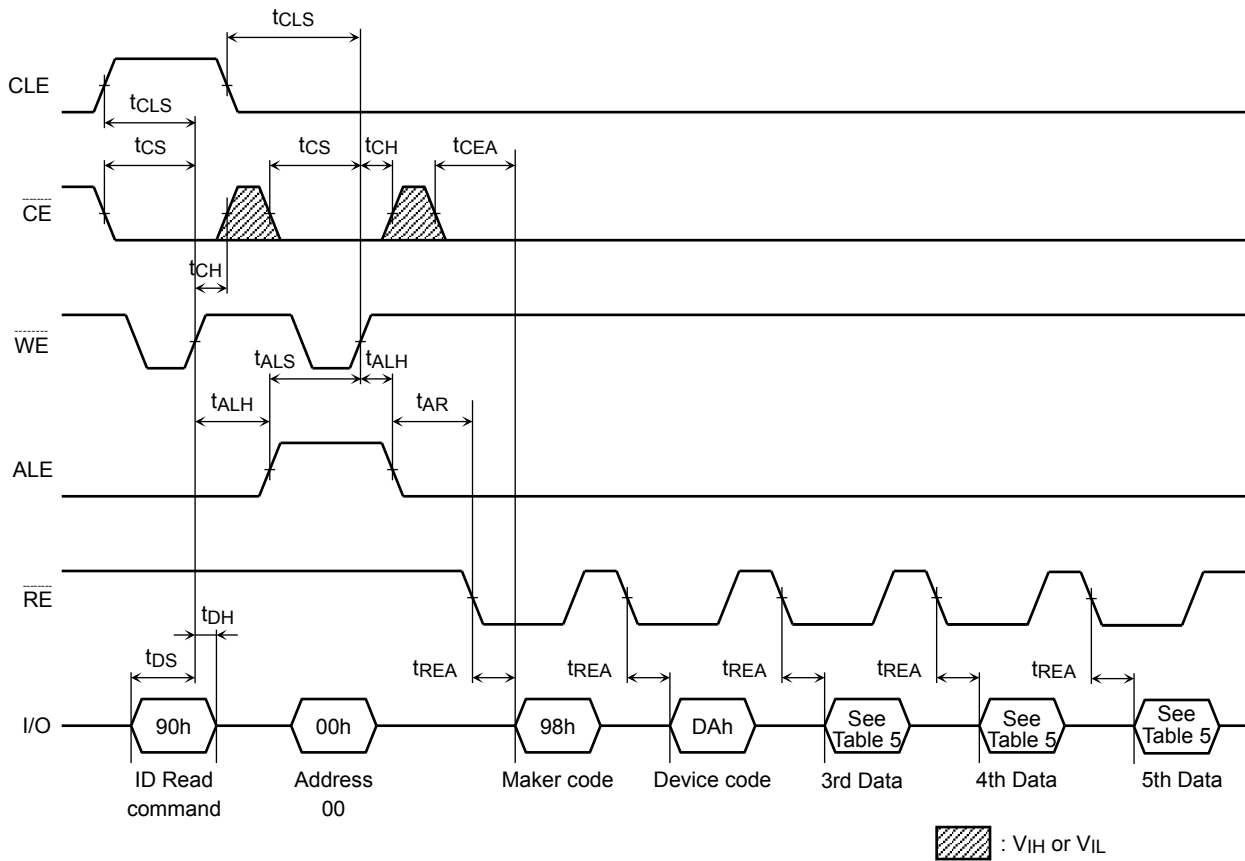 tCLS
CLE
tCLS
tCS tCS tCH tCEA
CE
tCH
WE
tALS tALH
tALH tAR
ALE
RE
tDH
tDS tREA tREA tREA tREA tREA
I/O 90h 00h 98h DAh See Table 5 See Table 5 See Table 5
ID Read command Address 00 Maker code Device code 3rd Data 4th Data 5th Data
: VIH or VIL